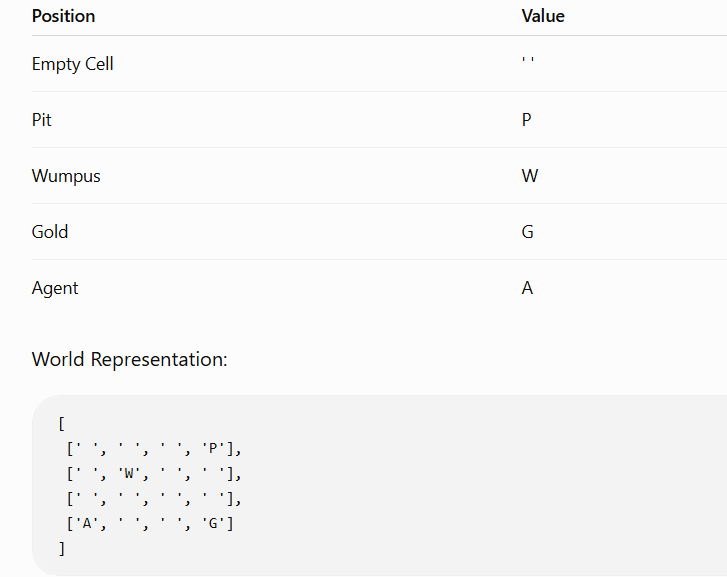 Position Value
Empty Cell ' '
Pit P
Wumpus W
Gold G
Agent A
World Representation:
[
[' ', ' ', ' ', 'P'],
[' ', 'W', ' ', ' '],
[' ', ' ', ' ', ' '],
['A', ' ', ' ', 'G']
]